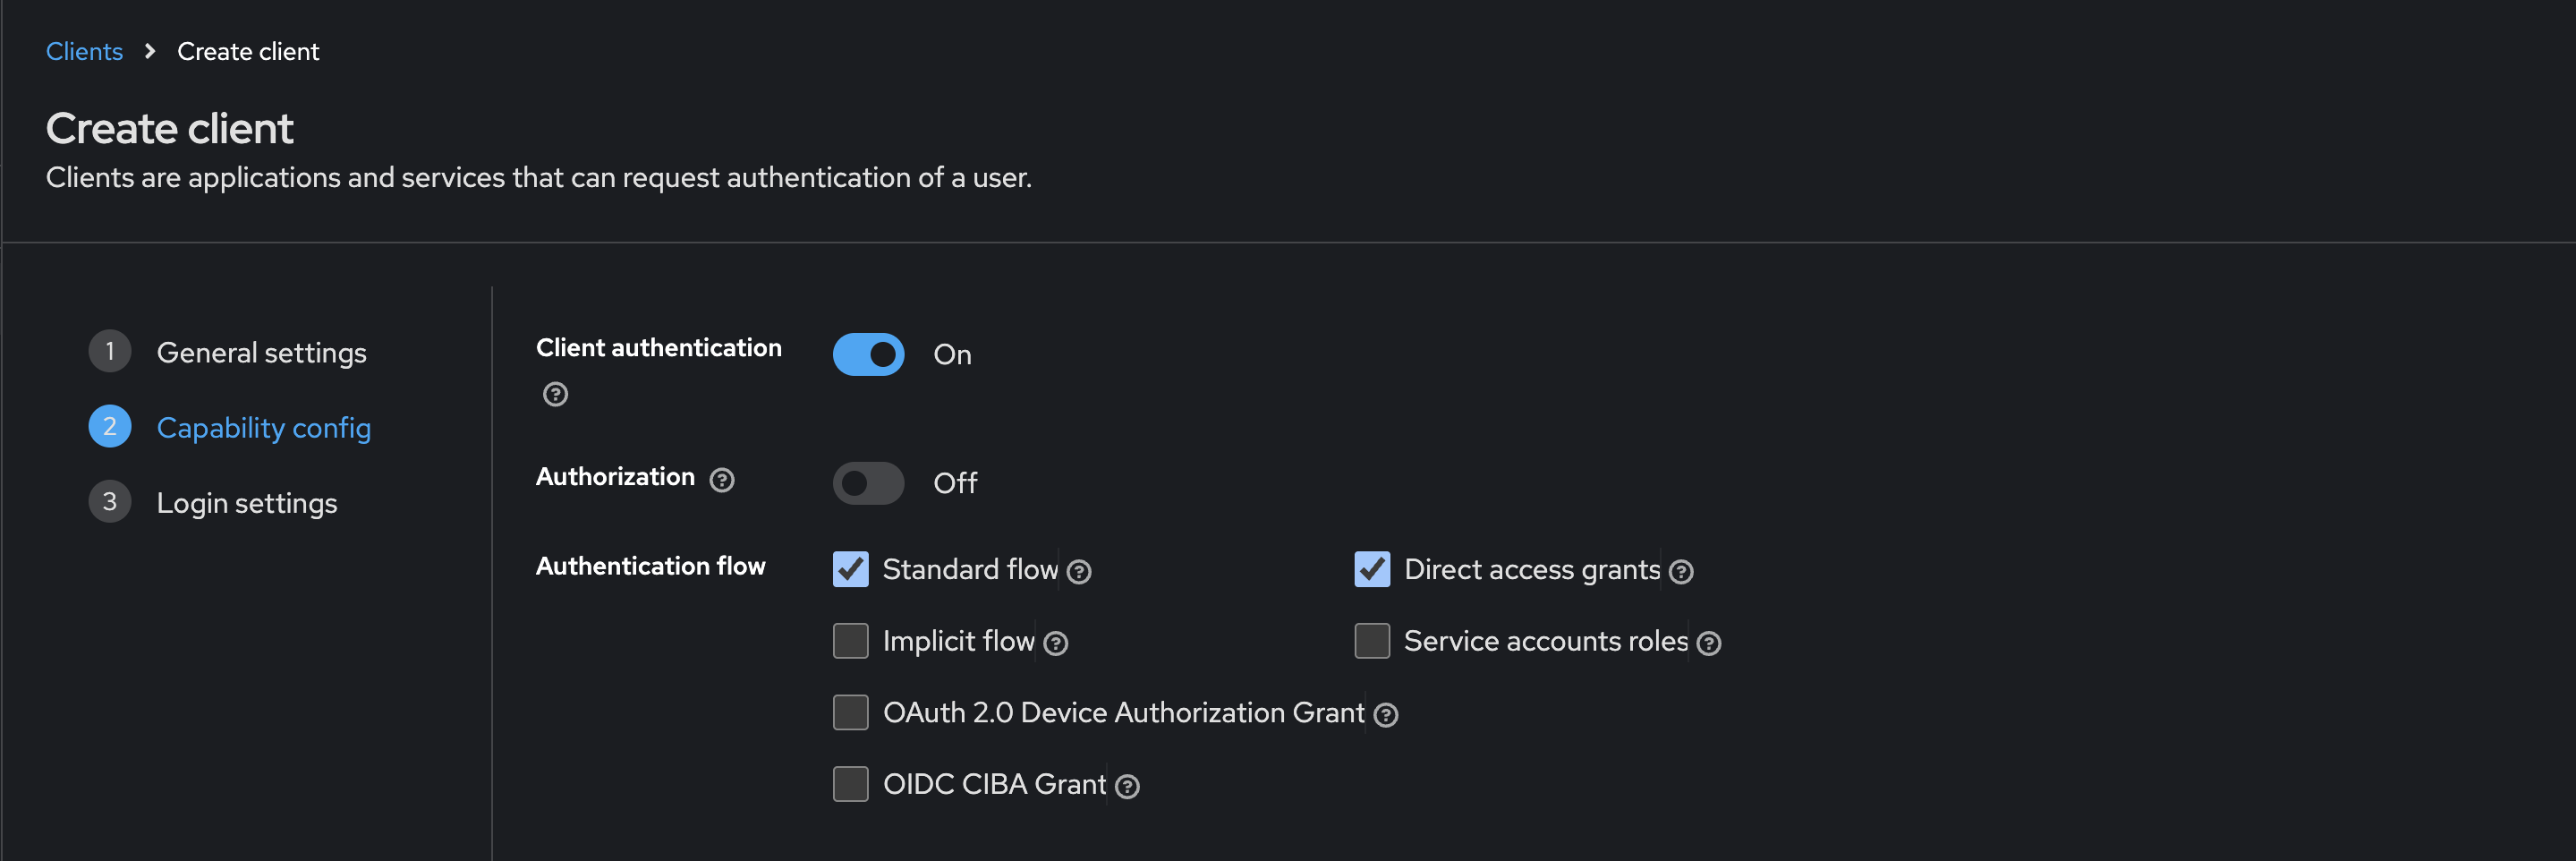 Clients > Create client
Create client
Clients are applications and services that can request authentication of a user.
1 General settings
2 Capability config
3 Login settings
Client authentication ? On
Authorization ? Off
Authentication flow
Standard flow ? Direct access grants ?
Implicit flow ? Service accounts roles ?
OAuth 2.0 Device Authorization Grant ?
OIDC CIBA Grant ?